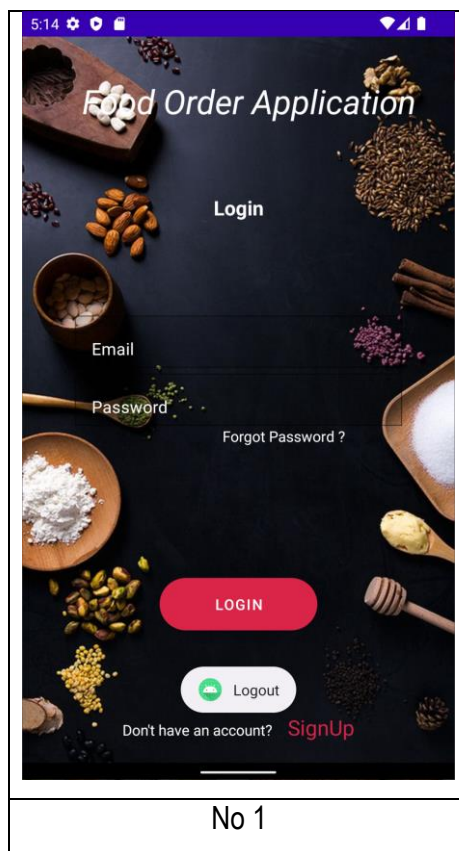 5:14
Food Order Application
Login
Email
Password
Forgot Password ?
LOGIN
Logout
Don't have an account? SignUp
No 1